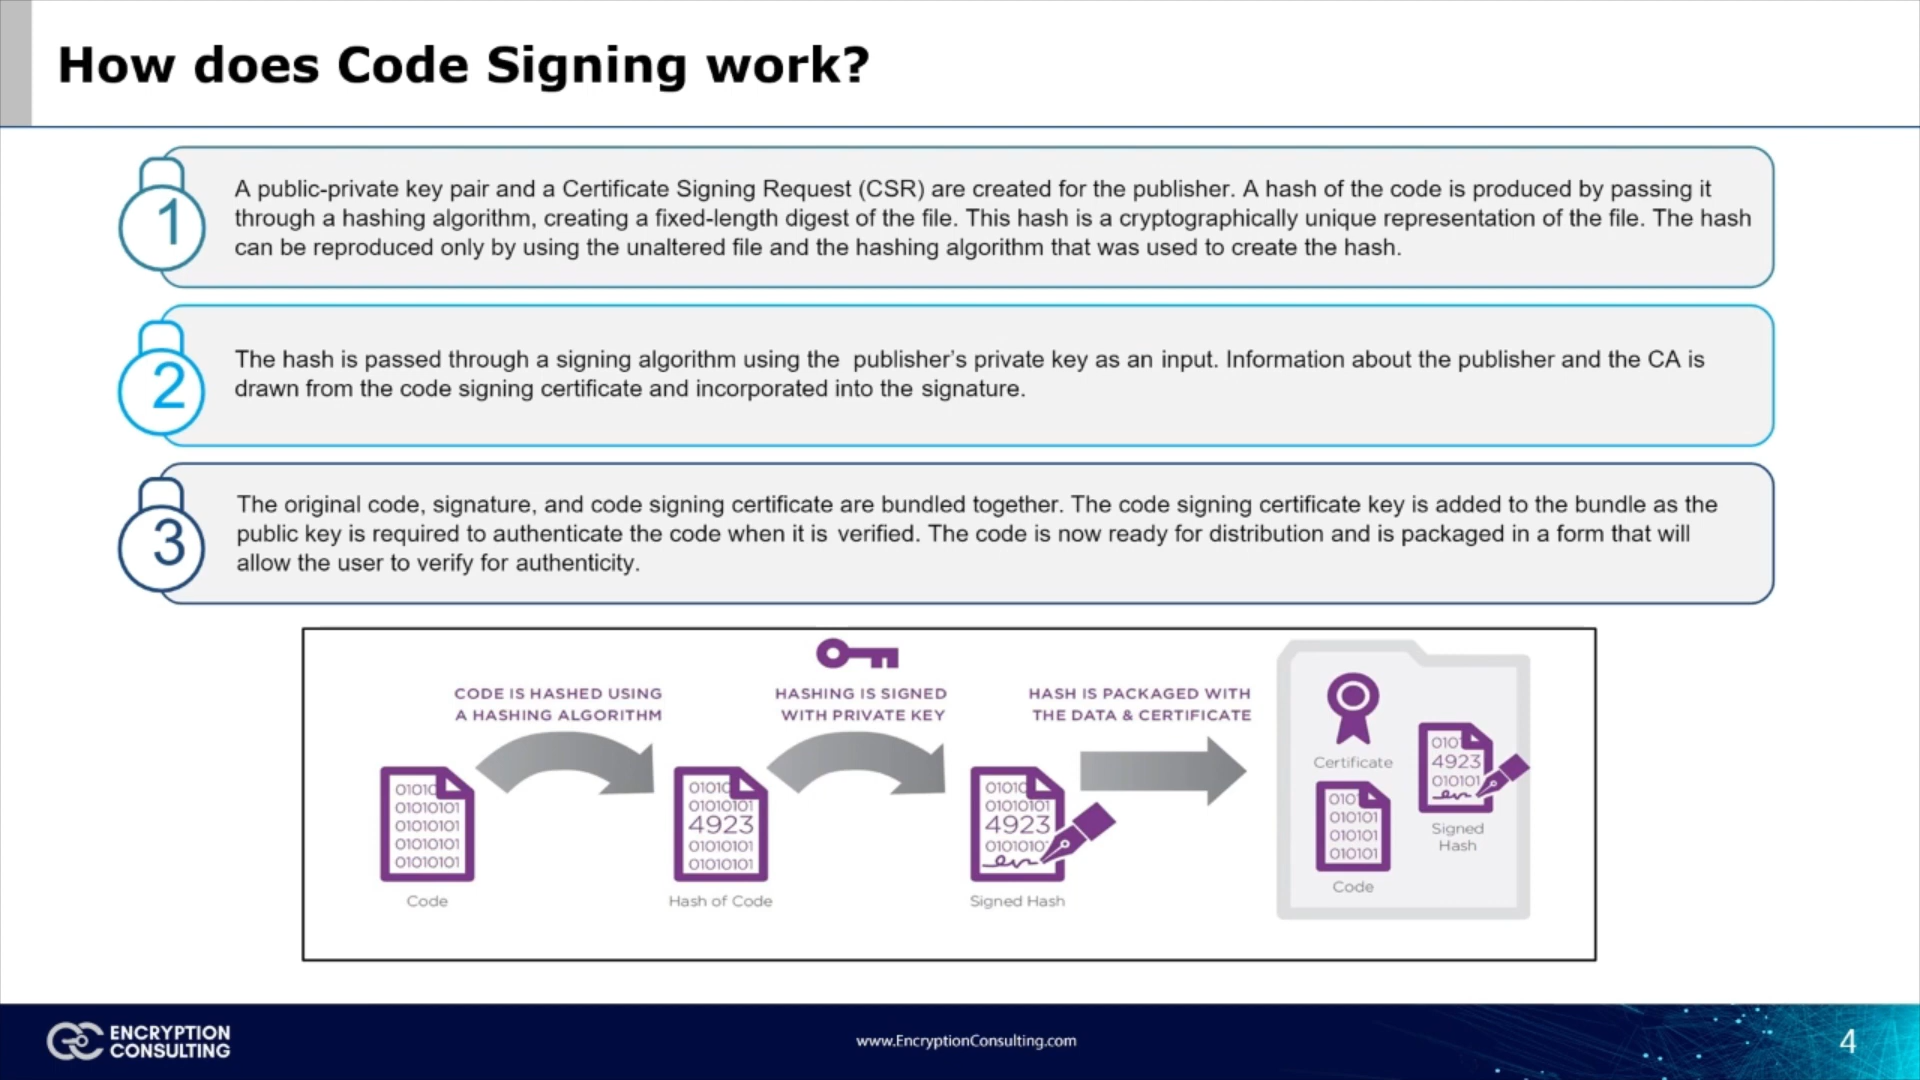 How does Code Signing work?
1
A public-private key pair and a Certificate Signing Request (CSR) are created for the publisher. A hash of the code is produced by passing it
through a hashing algorithm, creating a fixed-length digest of the file. This hash is a cryptographically unique representation of the file. The hash
can be reproduced only by using the unaltered file and the hashing algorithm that was used to create the hash.
2
The hash is passed through a signing algorithm using the publisher’s private key as an input. Information about the publisher and the CA is
drawn from the code signing certificate and incorporated into the signature.
3
The original code, signature, and code signing certificate are bundled together. The code signing certificate key is added to the bundle as the
public key is required to authenticate the code when it is verified. The code is now ready for distribution and is packaged in a form that will
allow the user to verify for authenticity.
CODE IS HASHED USING
A HASHING ALGORITHM
HASHING IS SIGNED
WITH PRIVATE KEY
HASH IS PACKAGED WITH
THE DATA & CERTIFICATE
01010
01010101
01010101
01010101
01010101
Code
01010
01010101
4923
01010101
01010101
Hash of Code
01010
01010101
4923
0101010
Signed Hash
Certificate
010
010101
010101
010101
Code
010
4923
010101
Signed
Hash
ENCRYPTION
CONSULTING
www.EncryptionConsulting.com
4